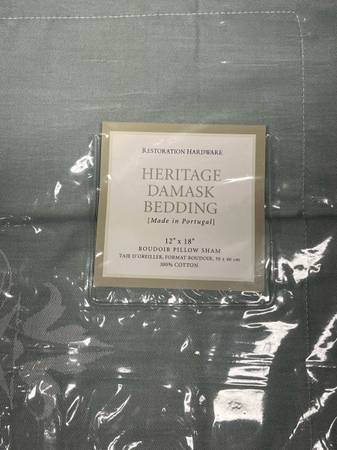 RESTORATION HARDWARE
HERITAGE
DAMASK
BEDDING
[Made in Portugal]
12" x 18"
BOUDOIR PILLOW SHAM
TAIE D'OREILLER, FORMAT BOUDOIR, 30 x 46 cm
100% COTTON